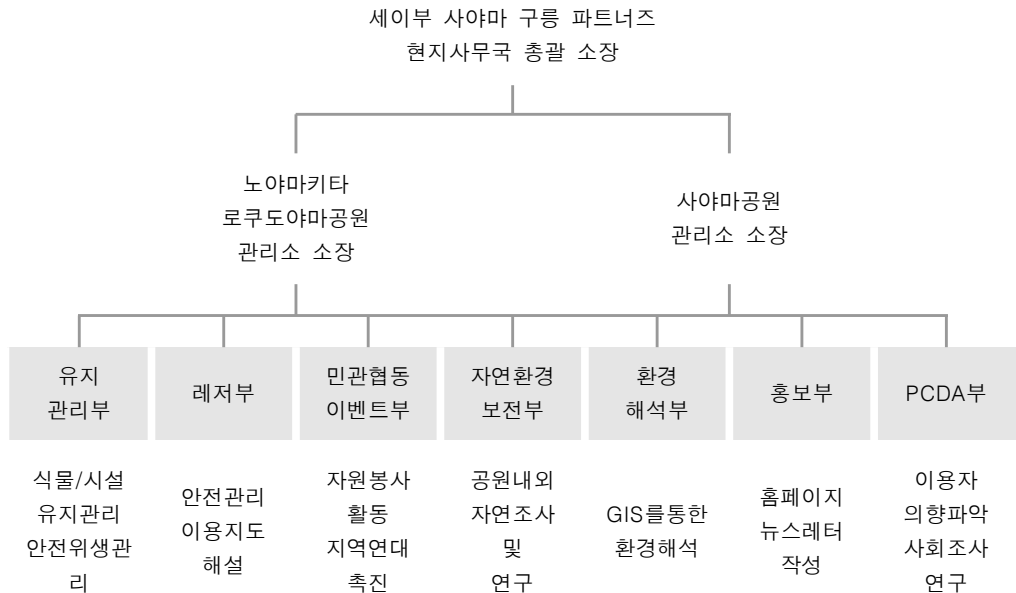 세이부 사야마 구릉 파트너즈
현지사무국 총괄 소장
노야마키타
로쿠도야마공원
관리소 소장
사야마공원
관리소 소장
유지
관리부
레저부
민관협동
이벤트부
자연환경
보전부
환경
해석부
홍보부
PCDA부
식물/시설
유지관리
안전위생관
리
안전관리
이용지도
해설
자원봉사
활동
지역연대
촉진
공원내외
자연조사
및
연구
GIS를통한
환경해석
홈페이지
뉴스레터
작성
이용자
의향파악
사회조사
연구